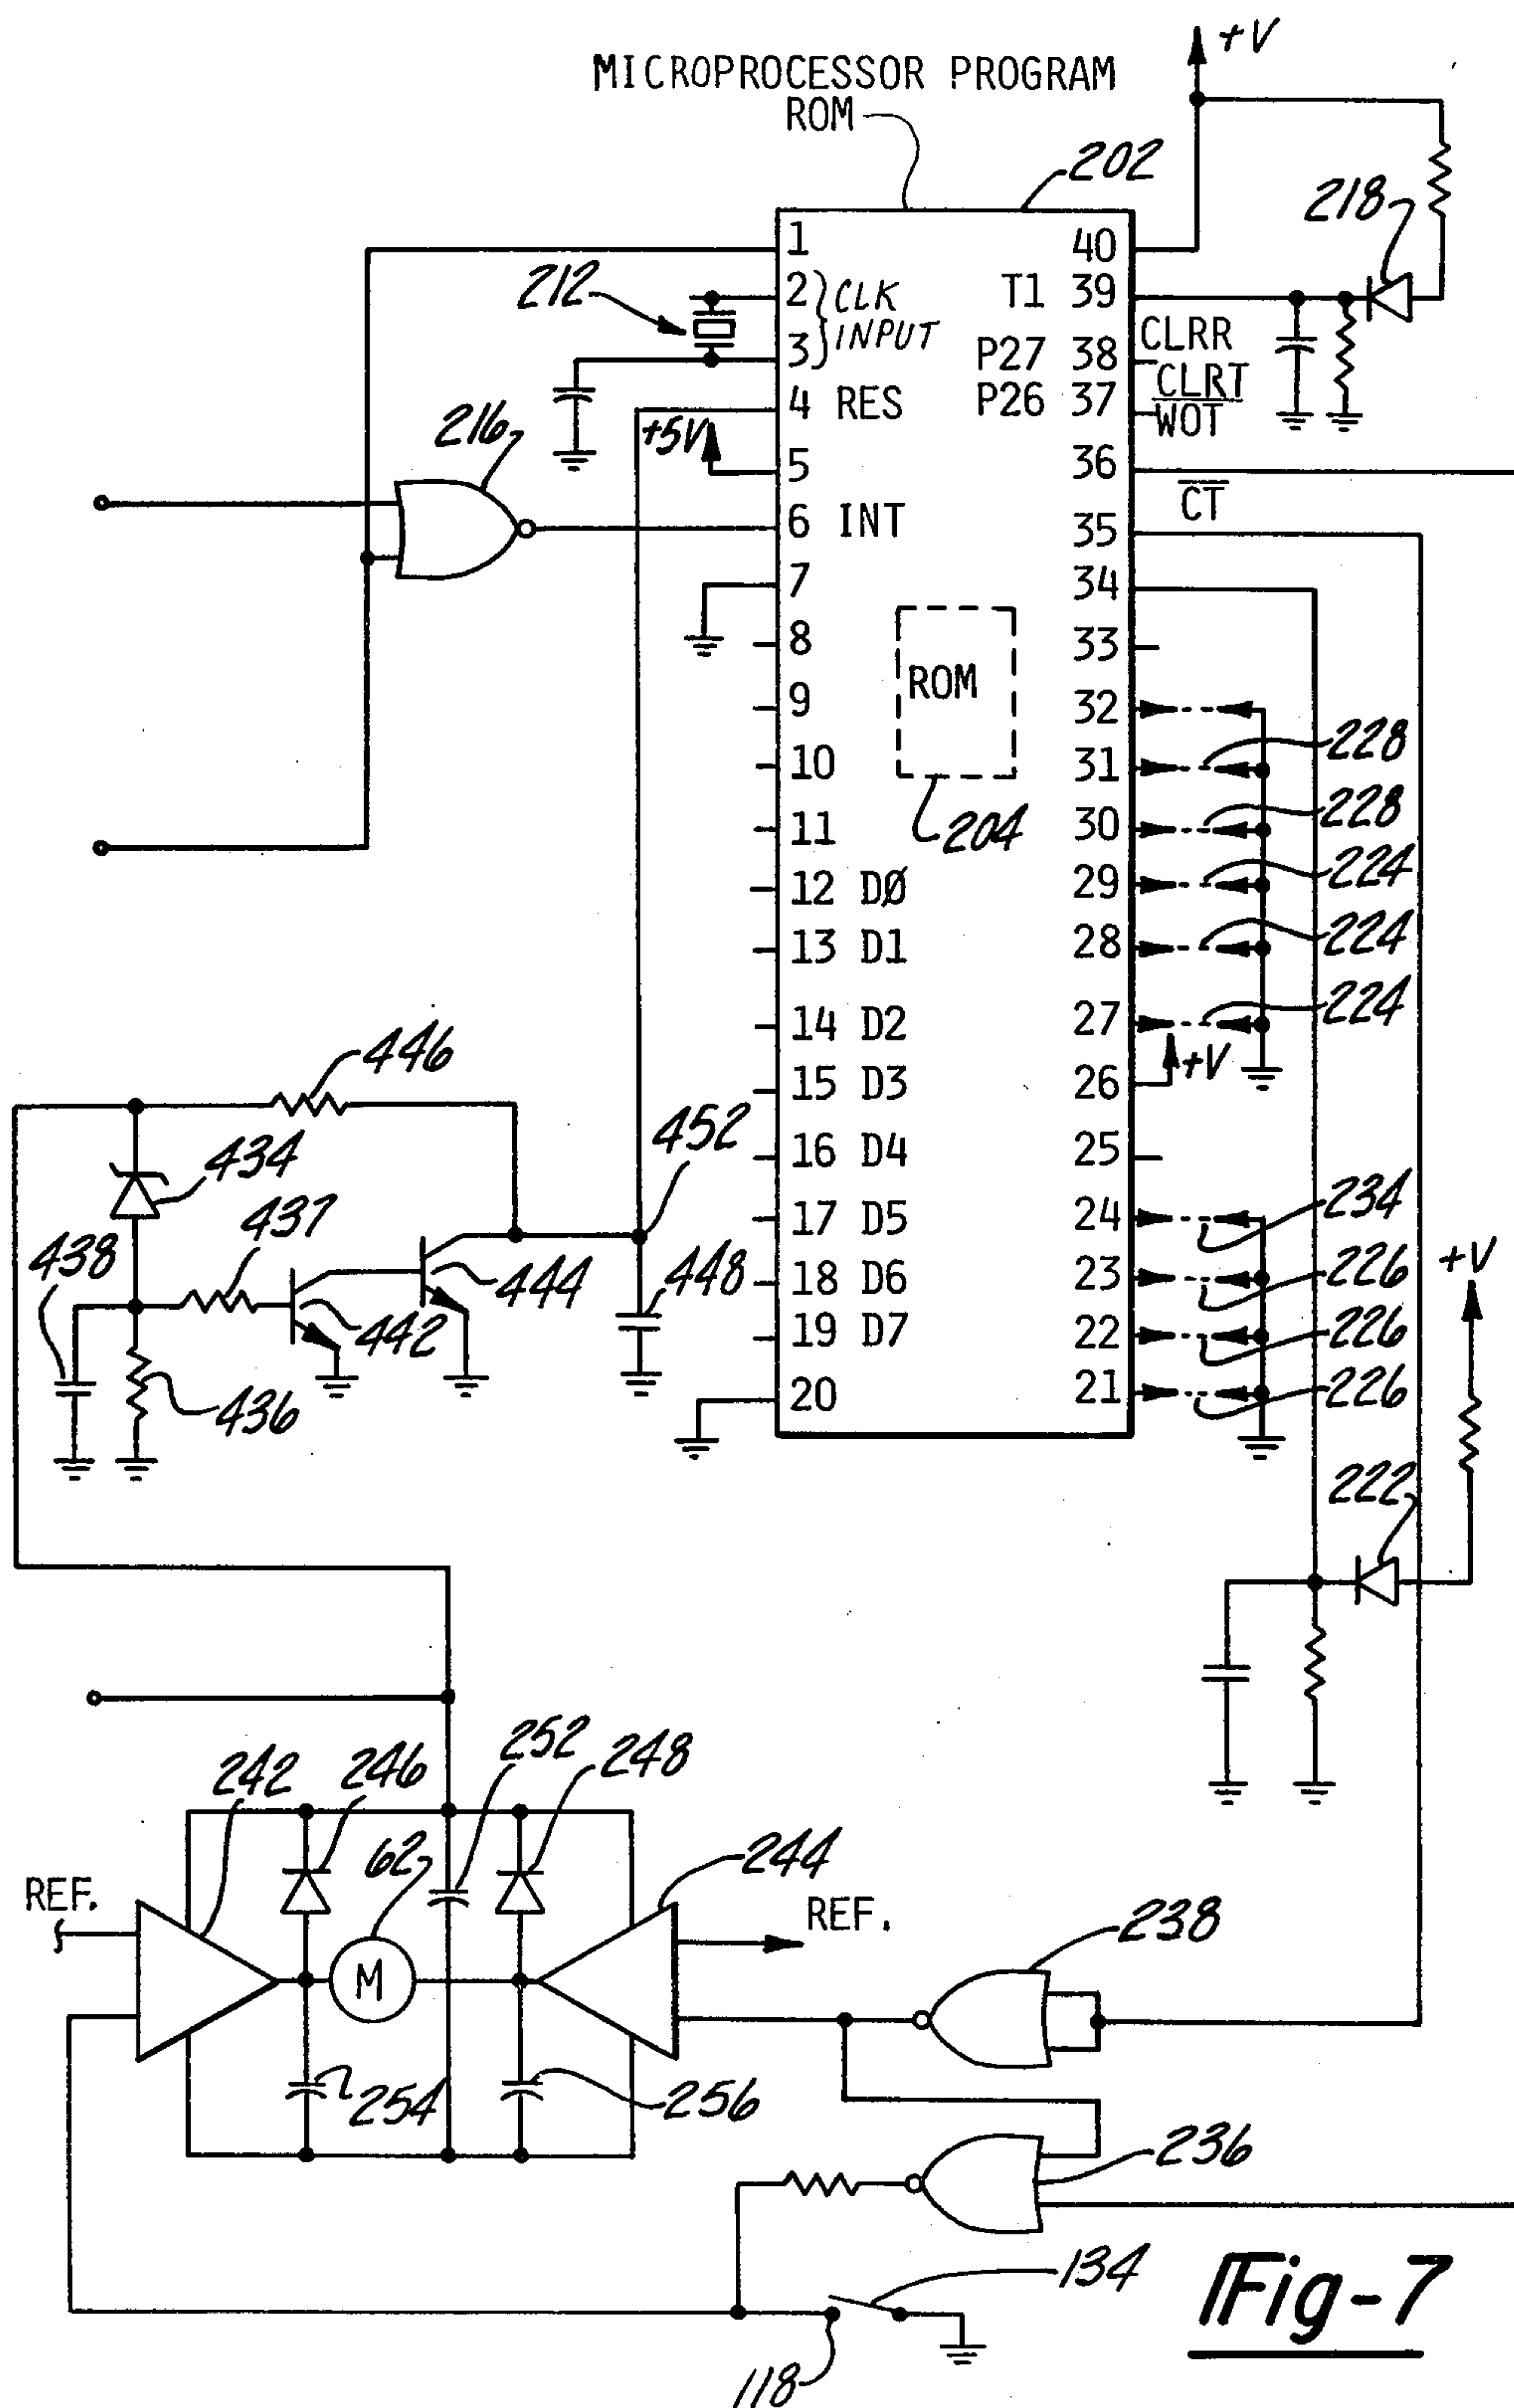 MICROPROCESSOR PROGRAM
ROM
+V
202
218
1
2 CLK
3 INPUT
4 RES
5
6 INT
7
8
9
10
11
12 DØ
13 D1
14 D2
15 D3
16 D4
17 D5
18 D6
19 D7
20
40
T1 39
P27 38
P26 37
36
35
34
33
32
31
30
29
28
27
26
25
24
23
22
21
CLRR
CLRT
WOT
CT
212
+5V
216
ROM
204
228
228
224
224
224
+V
446
434
437
438
442
444
436
452
448
234
226
226
226
+V
222
242
246
252
248
62
244
REF.
M
REF.
238
254
256
236
134
118
Fig-7